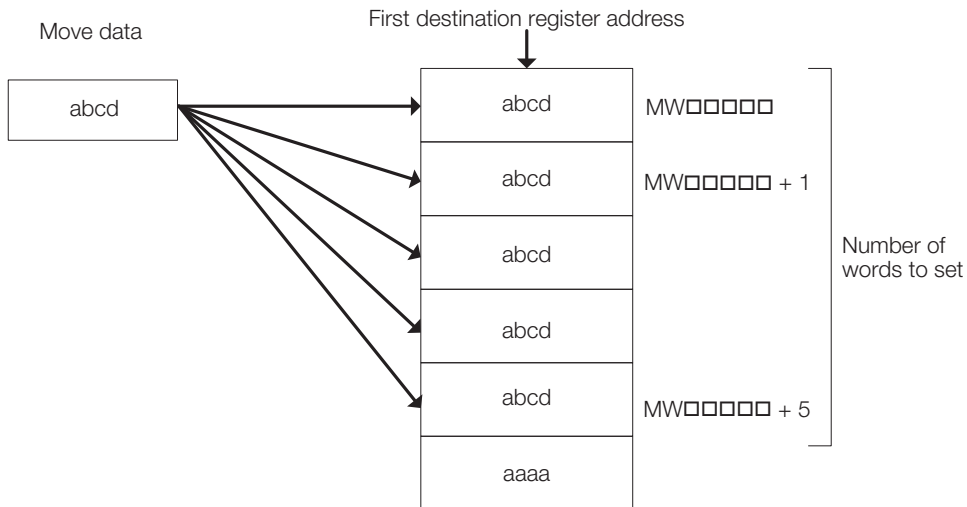 First destination register address
Move data
abcd
abcd
MW□□□□□
abcd
MW□□□□□ + 1
abcd
abcd
abcd
MW□□□□□ + 5
aaaa
Number of
words to set